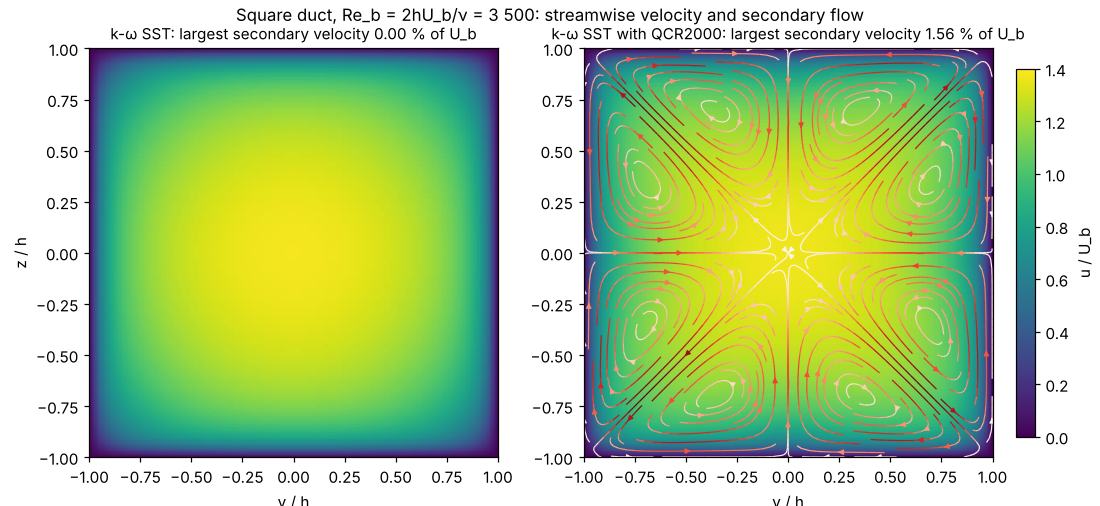 Square duct, Re_b = 2hU_b/ν = 3 500: streamwise velocity and secondary flow
k-ω SST: largest secondary velocity 0.00 % of U_b
k-ω SST with QCR2000: largest secondary velocity 1.56 % of U_b
1.00
0.75
0.50
0.25
0.00
−0.25
−0.50
−0.75
−1.00
z / h
−1.00 −0.75 −0.50 −0.25 0.00 0.25 0.50 0.75 1.00
y / h
1.00
0.75
0.50
0.25
0.00
−0.25
−0.50
−0.75
−1.00
−1.00 −0.75 −0.50 −0.25 0.00 0.25 0.50 0.75 1.00
y / h
1.4
1.2
1.0
0.8
0.6
0.4
0.2
0.0
u / U_b